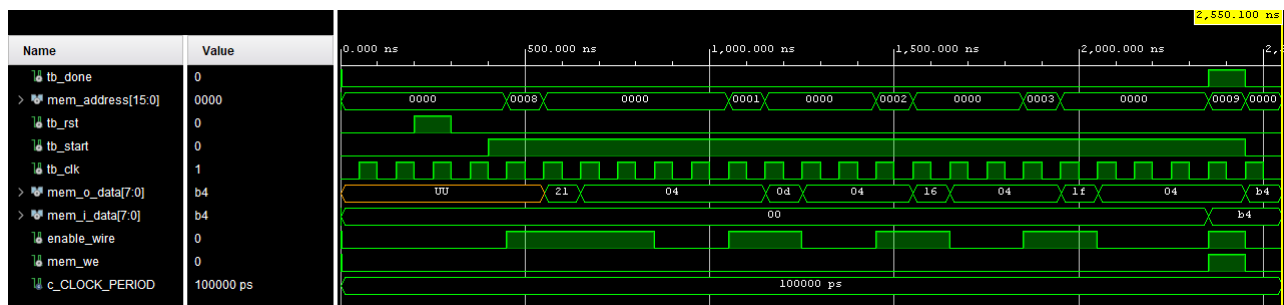 2,550.100 ns
Name Value 0.000 ns 500.000 ns 1,000.000 ns 1,500.000 ns 2,000.000 ns 2,
tb_done 0
mem_address[15:0] 0000 0000 0008 0000 0001 0000 0002 0000 0003 0000 0009 0000
tb_rst 0
tb_start 0
tb_clk 1
mem_o_data[7:0] b4 UU 21 04 0d 04 16 04 1f 04 b4
mem_i_data[7:0] b4 00 b4
enable_wire 0
mem_we 0
c_CLOCK_PERIOD 100000 ps 100000 ps